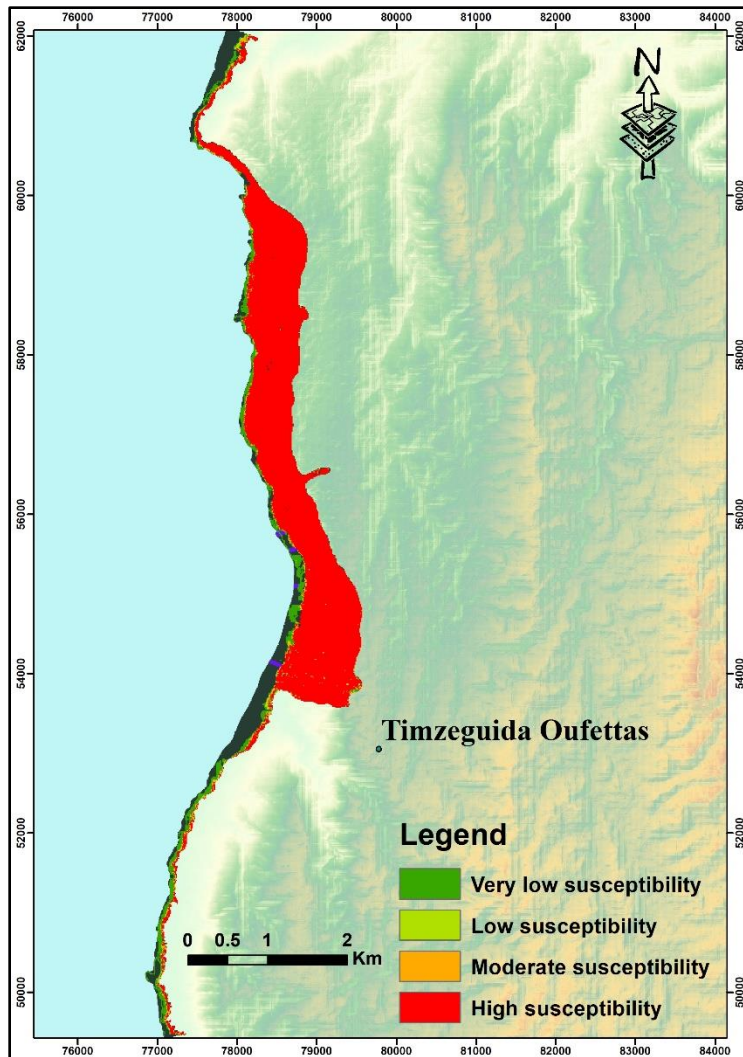 76000 77000 78000 79000 80000 81000 82000 83000 84000
62000 62000
N
60000 60000
58000 58000
56000 56000
54000 54000
Timzeguida Oufettas
52000 52000
Legend
Very low susceptibility
Low susceptibility
0 0.5 1 2
Km
Moderate susceptibility
50000 50000
High susceptibility
76000 77000 78000 79000 80000 81000 82000 83000 84000